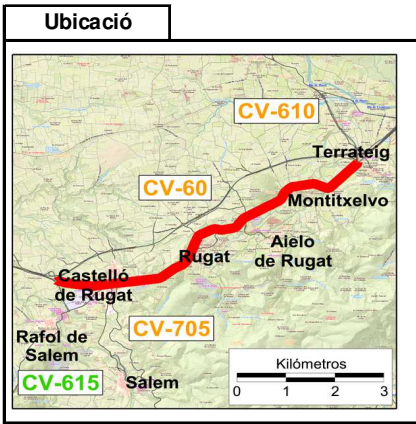 Ubicació
CV-610
Terrateig
CV-60
Montitxelvo
Aielo
de Rugat
Rugat
Castelló
de Rugat
CV-705
Rafol de
Salem
CV-615
Salem
Kilómetros
0 1 2 3